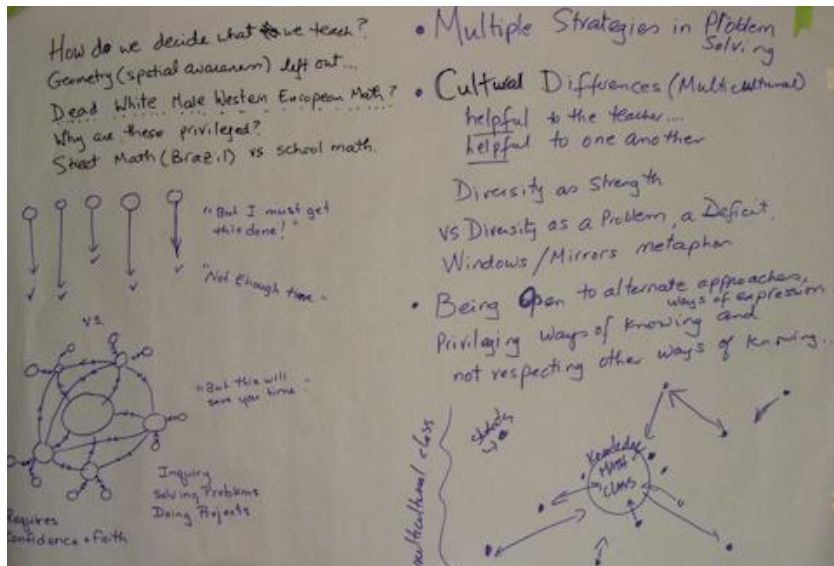 How do we decide what we teach?
Geometry (spatial awareness) left out...
Dead White Male Western European Math?
Why are these privileged?
Street Math (Brazil) vs school math.
"But I must get
this done!"
"Not Enough time"
vs.
"But this will
save you time"
Inquiry
Solving Problems
Doing Projects
Requires
Confidence + Faith
• Multiple Strategies in Problem
Solving
• Cultural Differences (Multicultural)
helpful to the teacher....
helpful to one another
Diversity as Strength
vs Diversity as a Problem, a Deficit.
Windows/Mirrors metaphor
• Being Open to alternate approaches,
ways of expression
Privileging ways of knowing and
not respecting other ways of knowing...
multicultural class
Students
Knowledge
MATH
CLASS